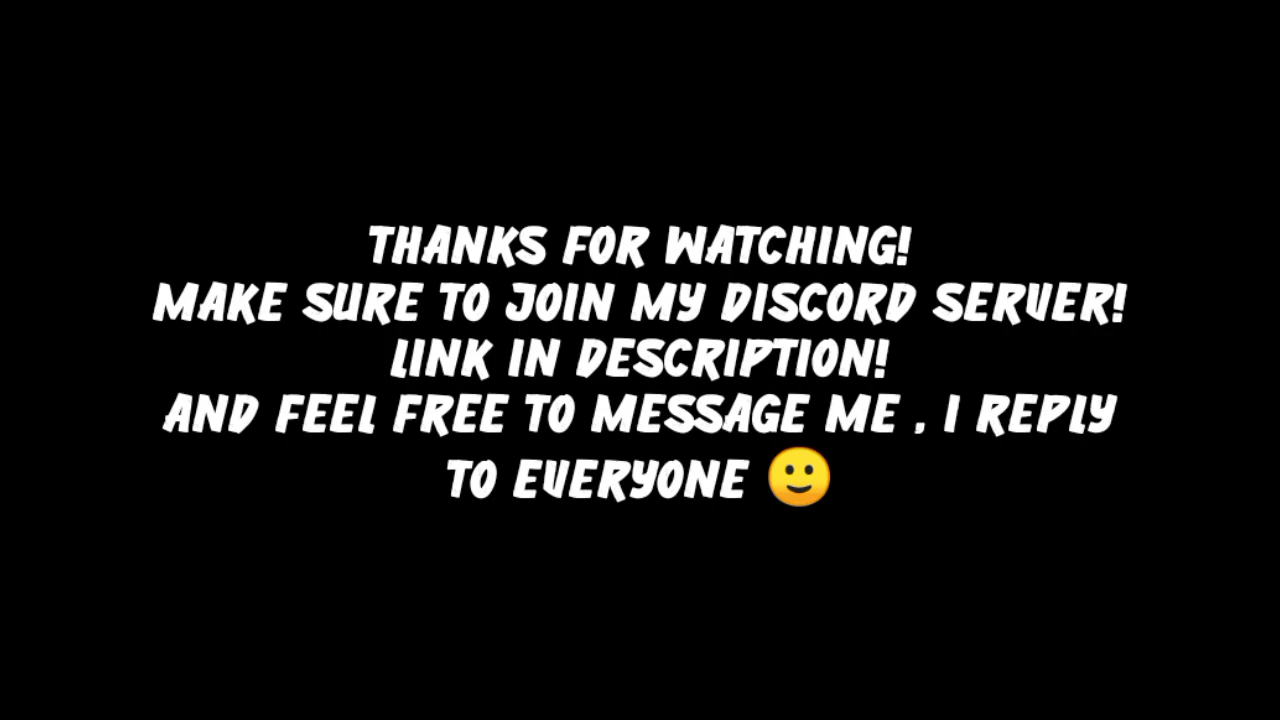 THANKS FOR WATCHING!
MAKE SURE TO JOIN MY DISCORD SERVER!
LINK IN DESCRIPTION!
AND FEEL FREE TO MESSAGE ME , I REPLY
TO EVERYONE 🙂